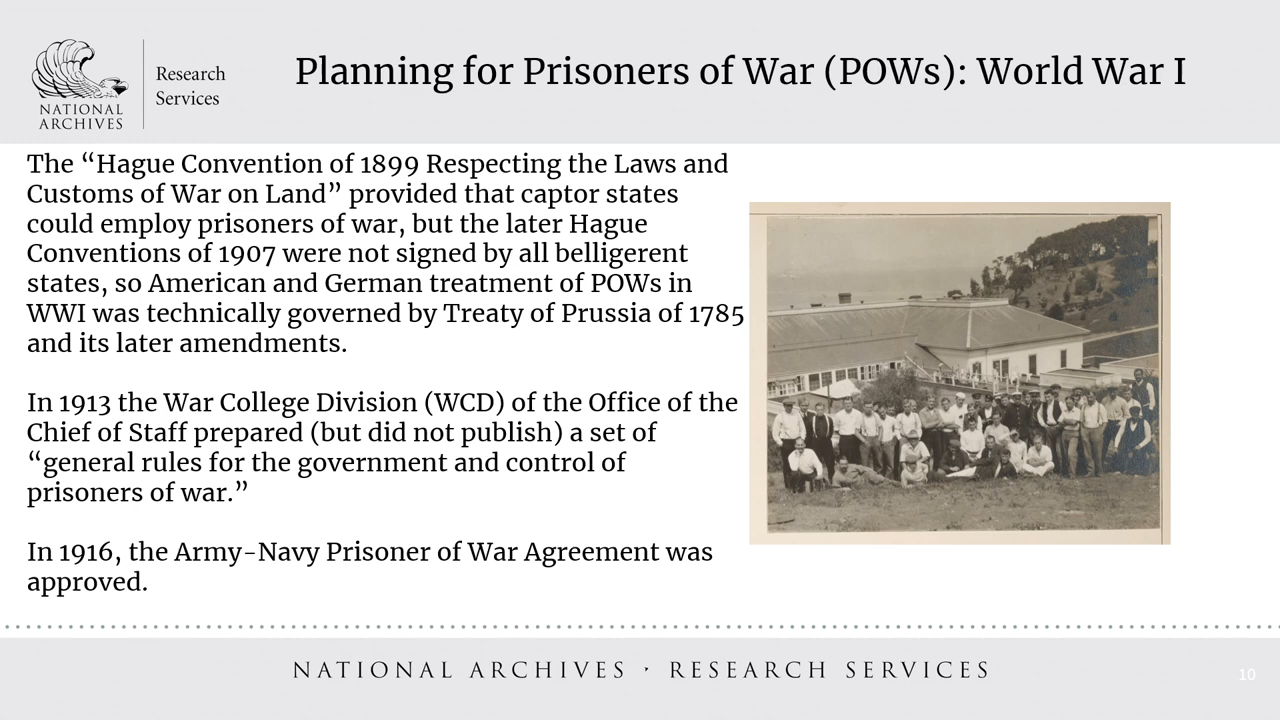 NATIONAL
ARCHIVES
Research
Services
Planning for Prisoners of War (POWs): World War I
The “Hague Convention of 1899 Respecting the Laws and
Customs of War on Land” provided that captor states
could employ prisoners of war, but the later Hague
Conventions of 1907 were not signed by all belligerent
states, so American and German treatment of POWs in
WWI was technically governed by Treaty of Prussia of 1785
and its later amendments.
In 1913 the War College Division (WCD) of the Office of the
Chief of Staff prepared (but did not publish) a set of
“general rules for the government and control of
prisoners of war.”
In 1916, the Army-Navy Prisoner of War Agreement was
approved.
NATIONAL ARCHIVES · RESEARCH SERVICES
10